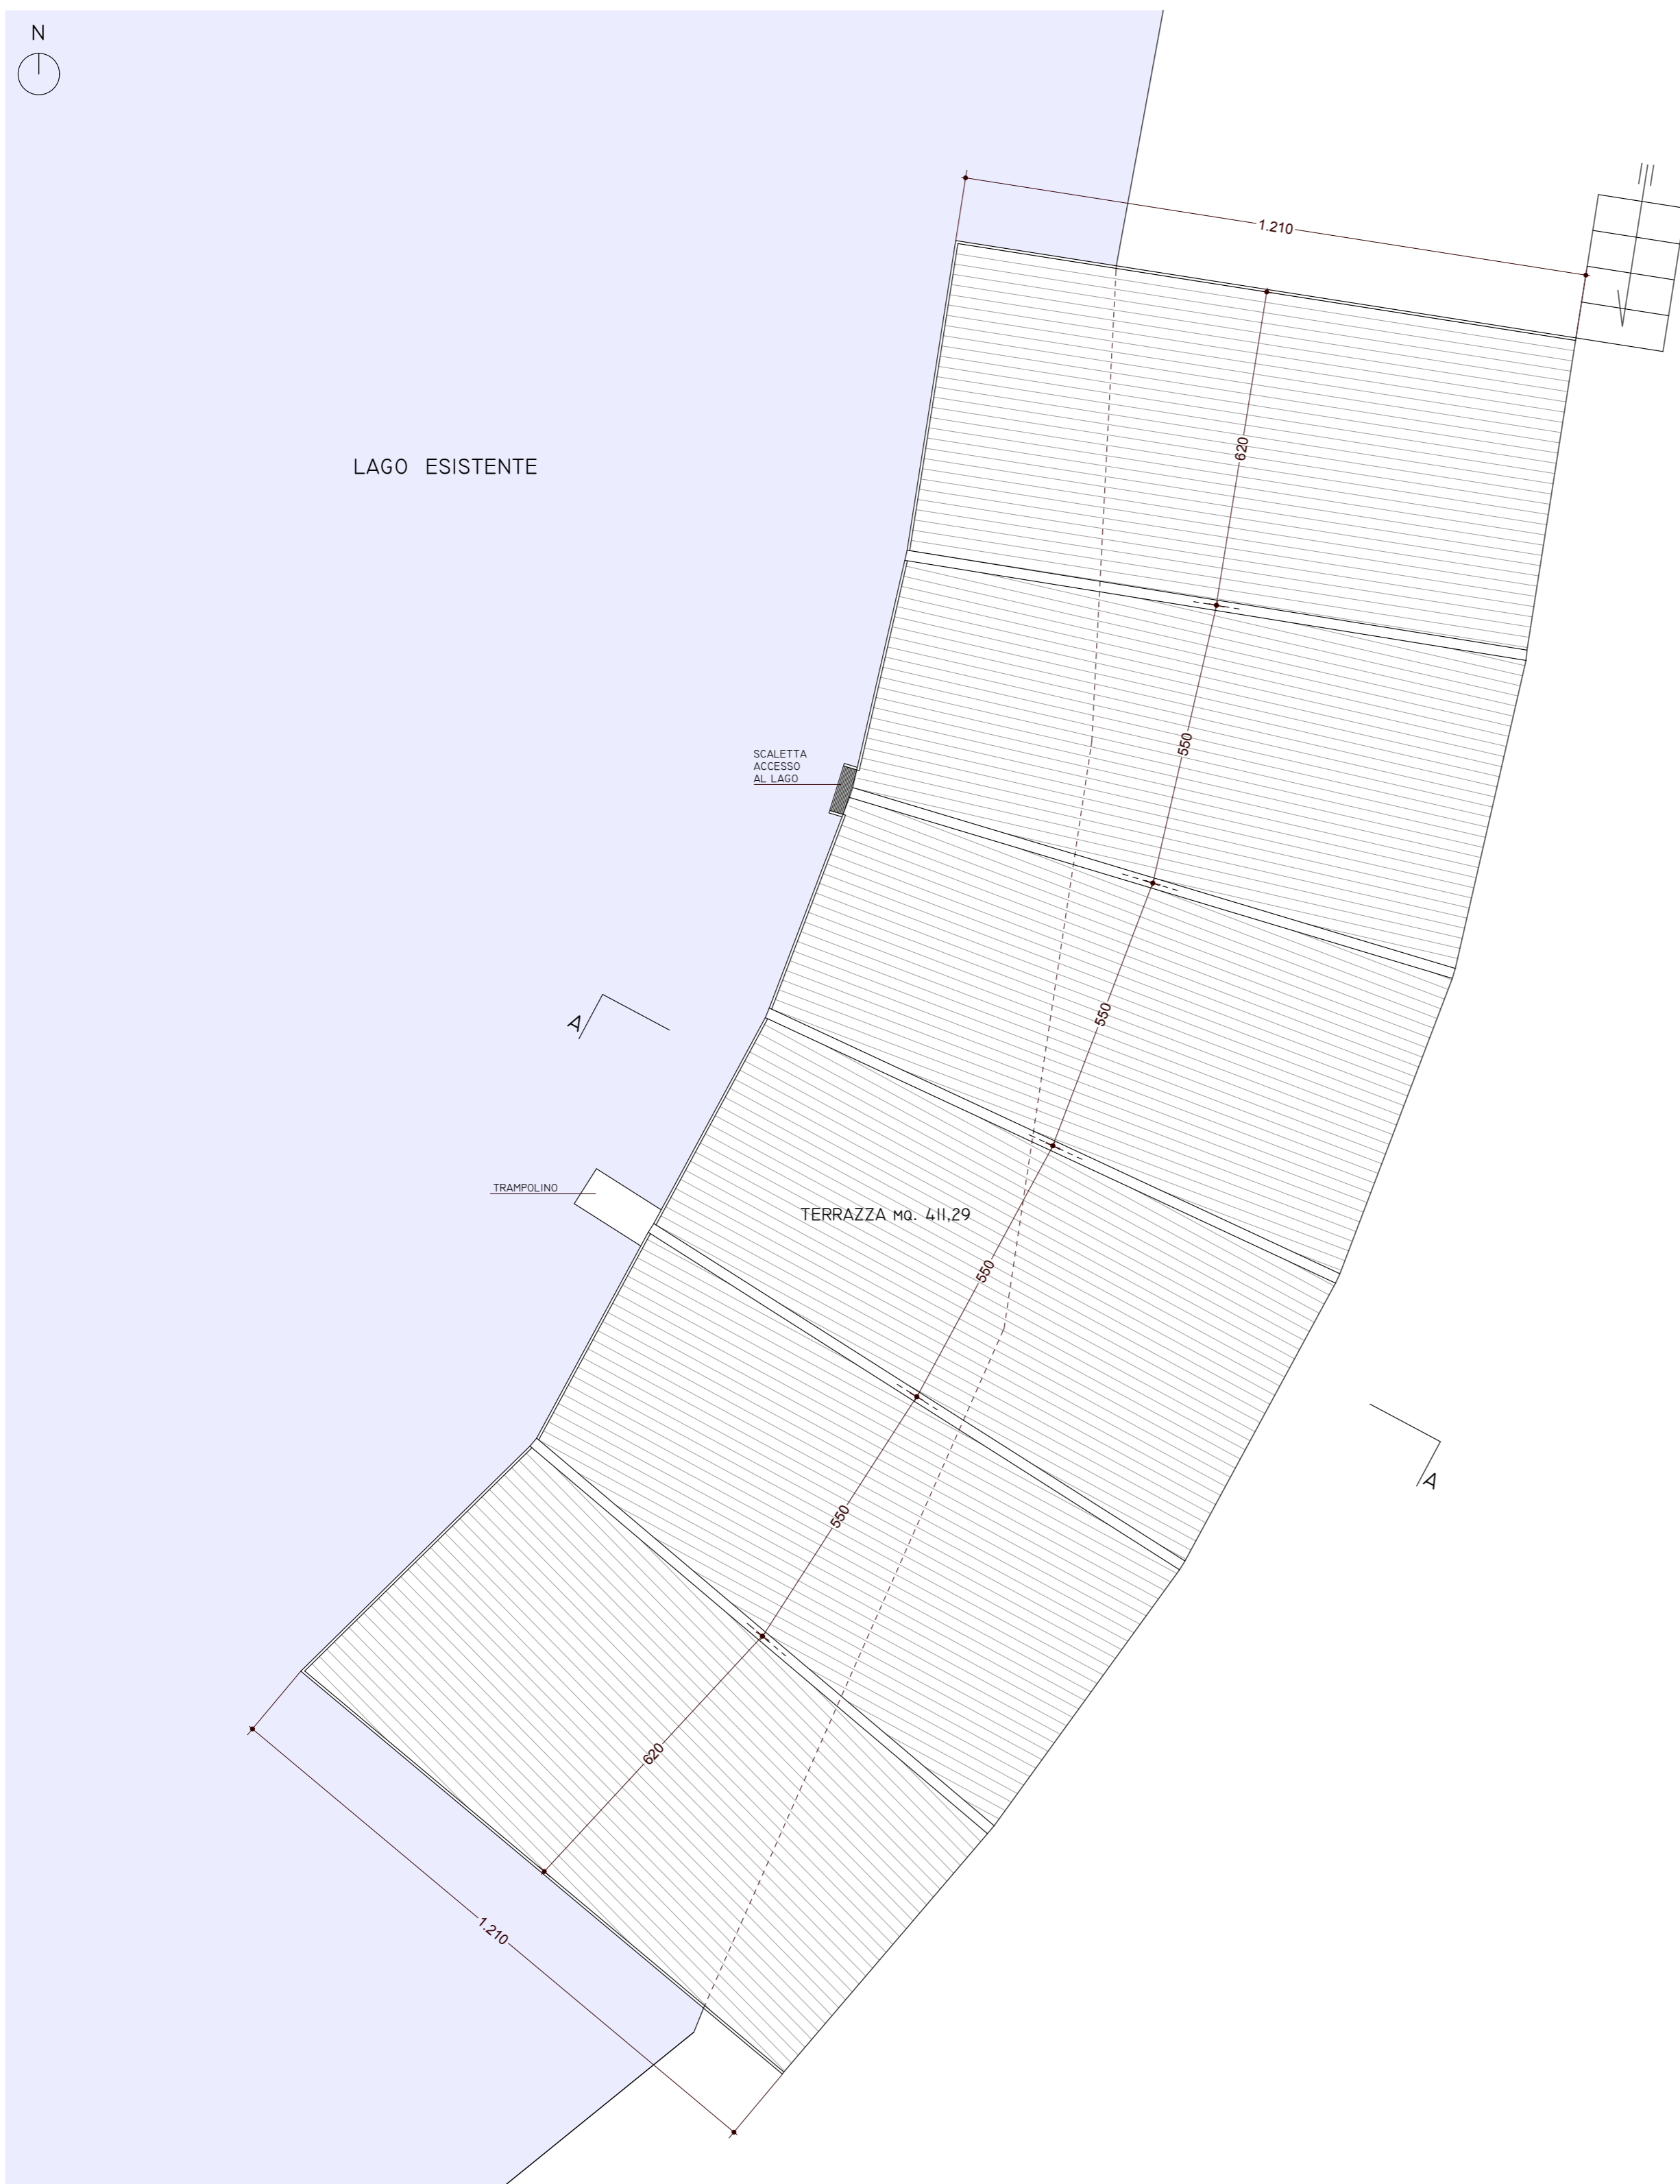 N
1.210
620
LAGO ESISTENTE
550
SCALETTA
ACCESSO
AL LAGO
550
A
TRAMPOLINO
TERRAZZA MQ. 411,29
550
A
550
620
1.210